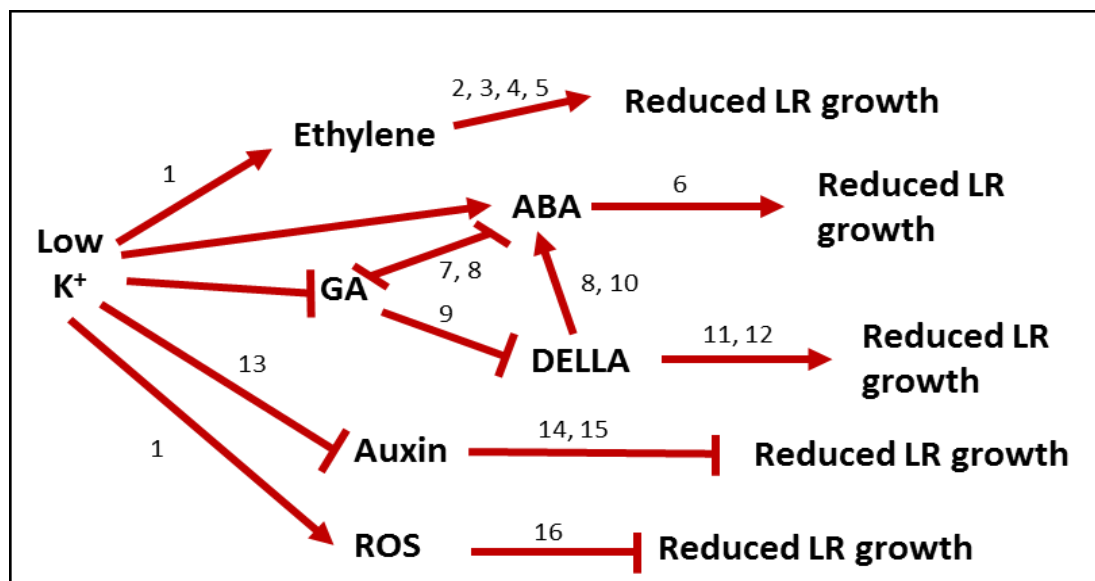 2, 3, 4, 5
Reduced LR growth
Ethylene
1
6
Reduced LR
growth
ABA
Low
K⁺
7, 8
GA
8, 10
9
11, 12
Reduced LR
growth
DELLA
13
14, 15
Auxin
Reduced LR growth
1
16
ROS
Reduced LR growth